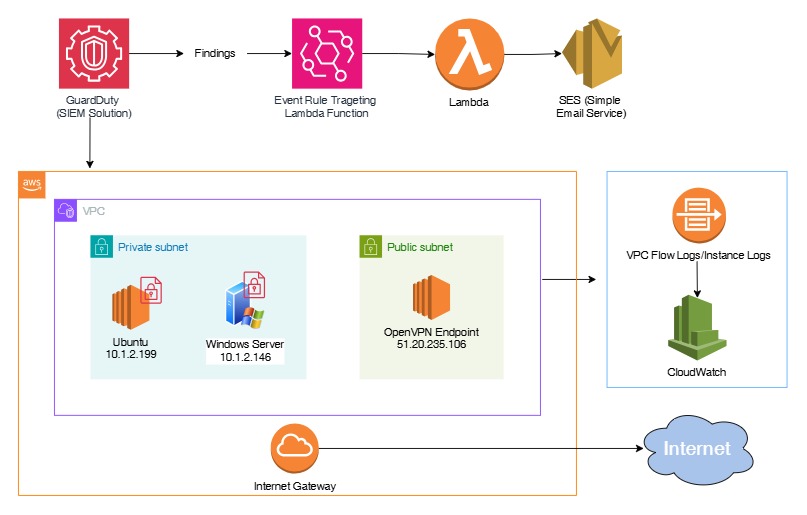 Findings
GuardDuty
(SIEM Solution)
Event Rule Trageting
Lambda Function
Lambda
SES (Simple
Email Service)
aws
VPC
Private subnet
Public subnet
Ubuntu
10.1.2.199
Windows Server
10.1.2.146
OpenVPN Endpoint
51.20.235.106
VPC Flow Logs/Instance Logs
CloudWatch
Internet Gateway
Internet